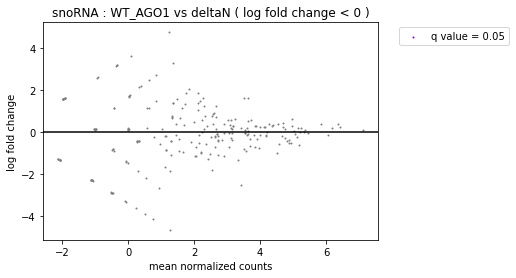 snoRNA : WT_AGO1 vs deltaN ( log fold change < 0 )
q value = 0.05
log fold change
4
2
0
−2
−4
−2 0 2 4 6
mean normalized counts